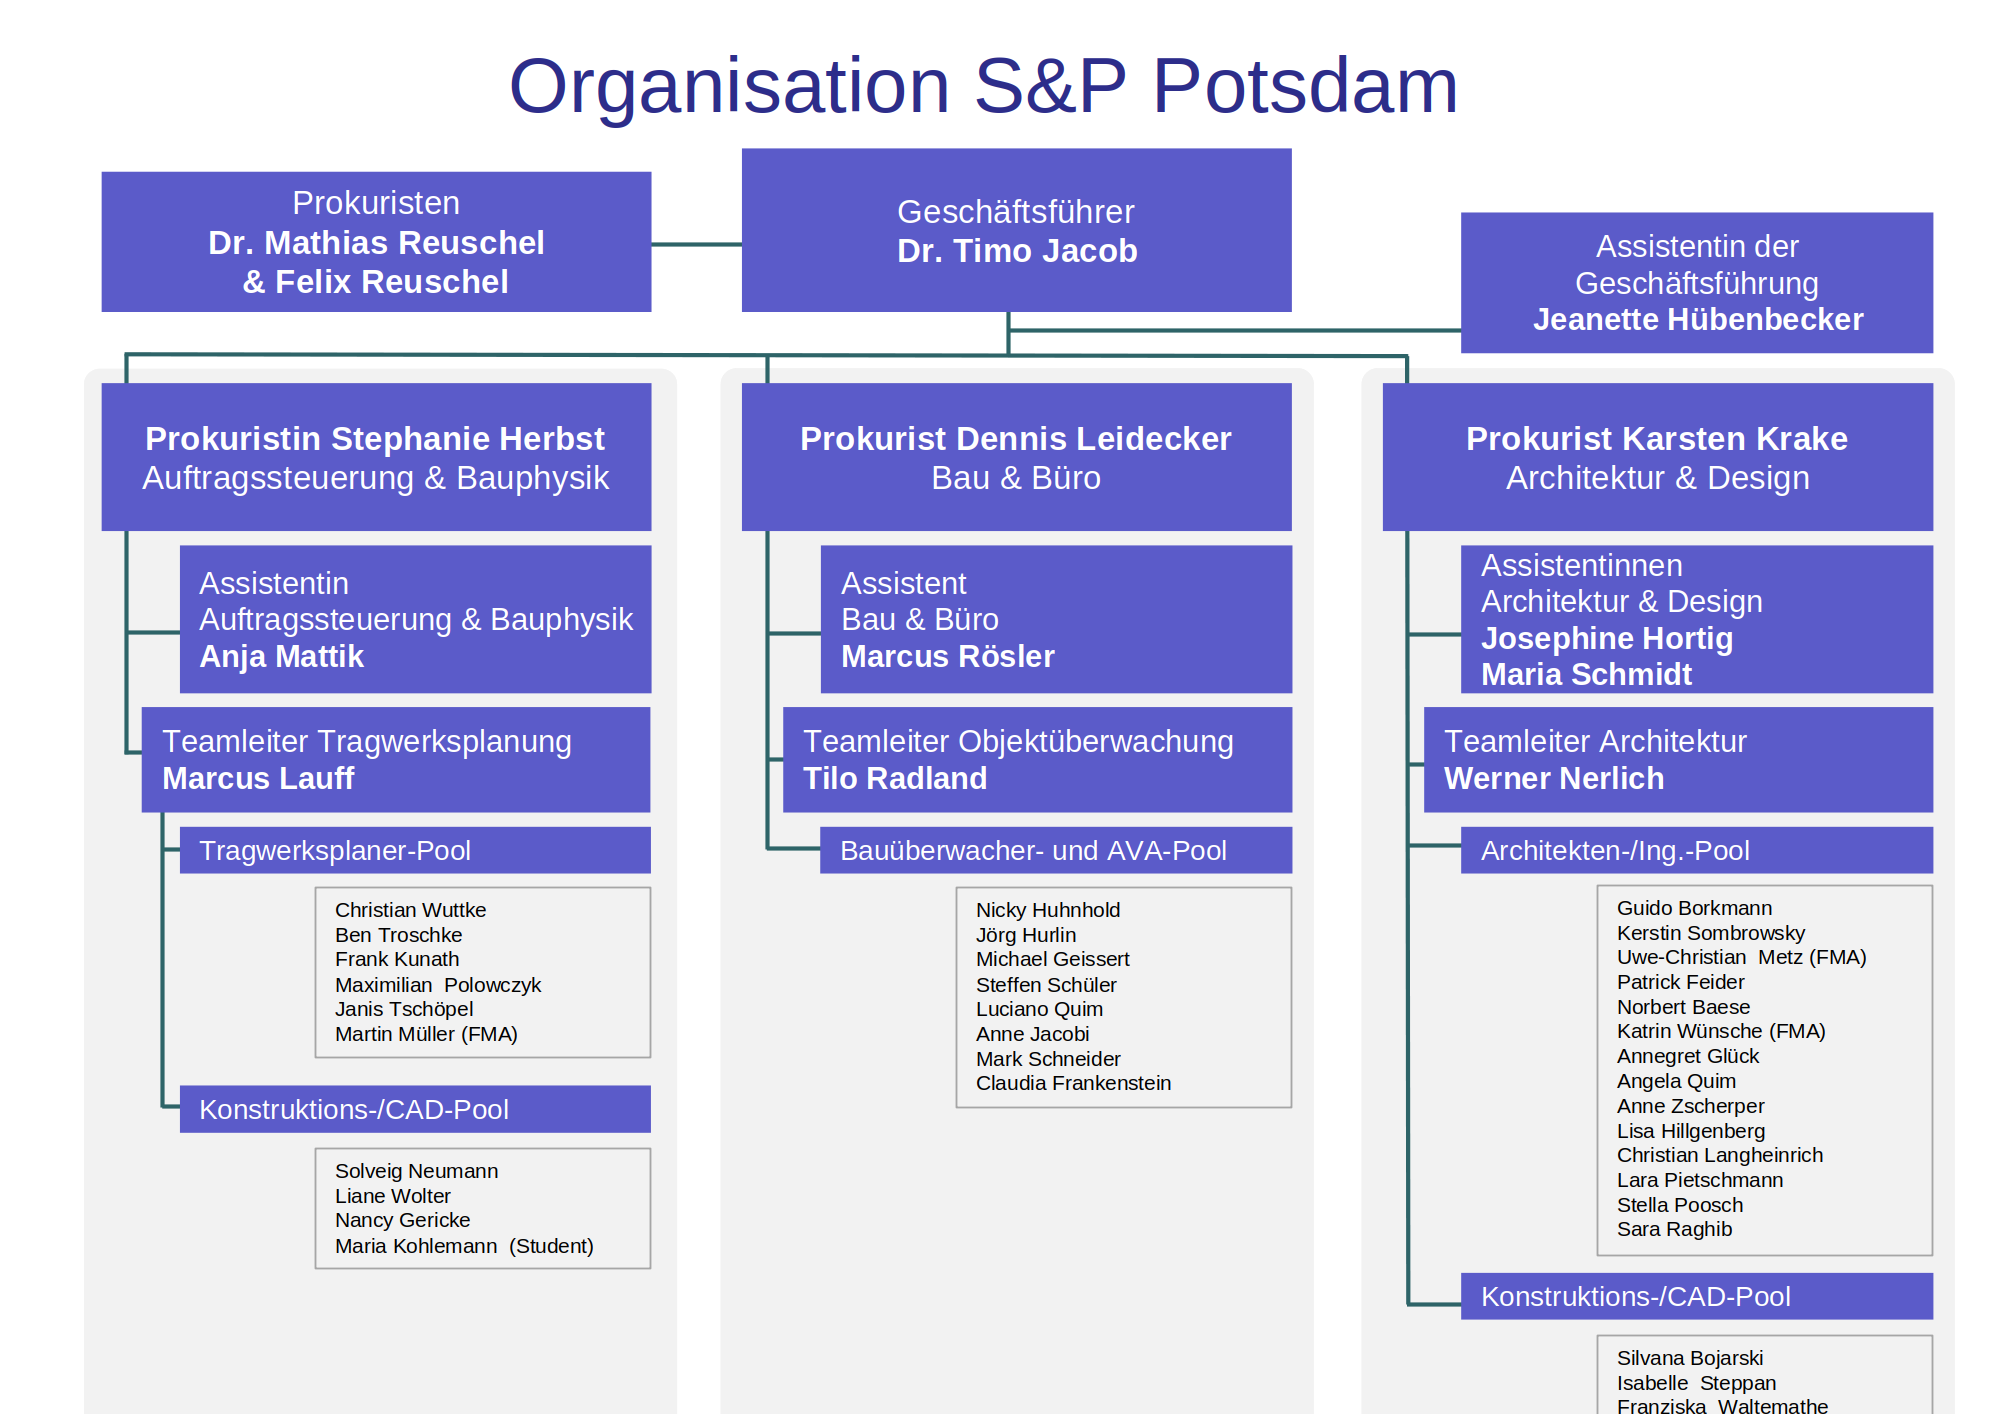 Organisation S&P Potsdam
Prokuristen
Dr. Mathias Reuschel
& Felix Reuschel
Geschäftsführer
Dr. Timo Jacob
Assistentin der
Geschäftsführung
Jeanette Hübenbecker
Prokuristin Stephanie Herbst
Auftragssteuerung & Bauphysik
Assistentin
Auftragssteuerung & Bauphysik
Anja Mattik
Teamleiter Tragwerksplanung
Marcus Lauff
Tragwerksplaner-Pool
Christian Wuttke
Ben Troschke
Frank Kunath
Maximilian  Polowczyk
Janis Tschöpel
Martin Müller (FMA)
Konstruktions-/CAD-Pool
Solveig Neumann
Liane Wolter
Nancy Gericke
Maria Kohlemann  (Student)
Prokurist Dennis Leidecker
Bau & Büro
Assistent
Bau & Büro
Marcus Rösler
Teamleiter Objektüberwachung
Tilo Radland
Bauüberwacher- und AVA-Pool
Nicky Huhnhold
Jörg Hurlin
Michael Geissert
Steffen Schüler
Luciano Quim
Anne Jacobi
Mark Schneider
Claudia Frankenstein
Prokurist Karsten Krake
Architektur & Design
Assistentinnen
Architektur & Design
Josephine Hortig
Maria Schmidt
Teamleiter Architektur
Werner Nerlich
Architekten-/Ing.-Pool
Guido Borkmann
Kerstin Sombrowsky
Uwe-Christian  Metz (FMA)
Patrick Feider
Norbert Baese
Katrin Wünsche (FMA)
Annegret Glück
Angela Quim
Anne Zscherper
Lisa Hillgenberg
Christian Langheinrich
Lara Pietschmann
Stella Poosch
Sara Raghib
Konstruktions-/CAD-Pool
Silvana Bojarski
Isabelle  Steppan
Franziska  Waltemathe